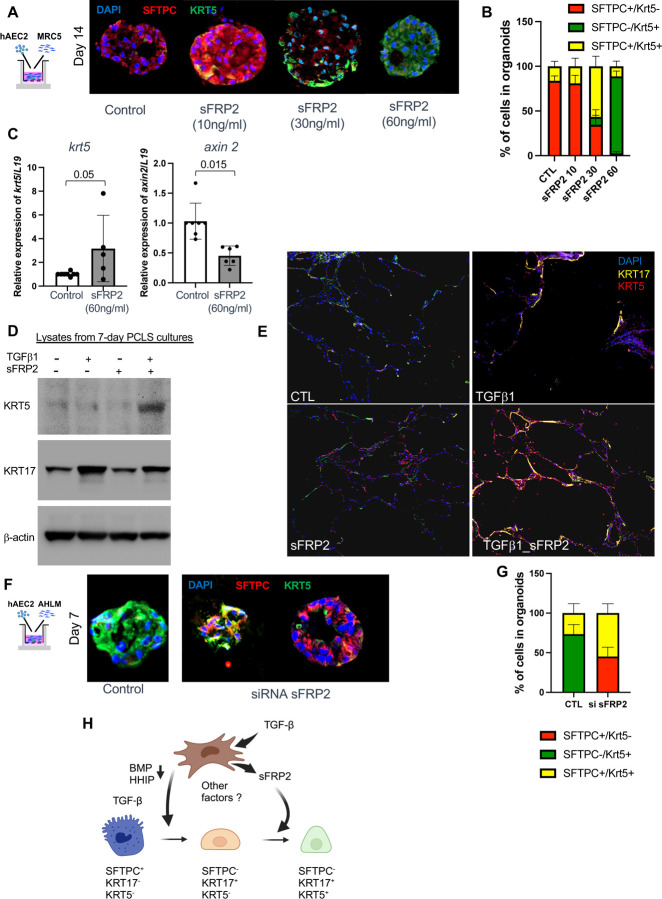 A
hAEC2 MRC5
Day 14
DAPI SFTPC KRT5
Control
sFRP2
(10ng/ml)
sFRP2
(30ng/ml)
sFRP2
(60ng/ml)
B
SFTPC+/Krt5-
SFTPC-/Krt5+
SFTPC+/Krt5+
% of cells in organoids
150
100
50
0
CTL
sFRP2 10
sFRP2 30
sFRP2 60
C
krt5
Relative expression of krt5/L19
10
8
6
4
2
0
0.05
Control
sFRP2
(60ng/ml)
axin 2
Relative expression of axin2/L19
2.0
1.5
1.0
0.5
0.0
0.015
Control
sFRP2
(60ng/ml)
D
Lysates from 7-day PCLS cultures
TGFβ1 - + - +
sFRP2 - - + +
KRT5
KRT17
β-actin
E
DAPI
KRT17
KRT5
CTL
TGFβ1
sFRP2
TGFβ1_sFRP2
F
hAEC2 AHLM
Day 7
DAPI SFTPC KRT5
Control
siRNA sFRP2
G
% of cells in organoids
150
100
50
0
CTL
si sFRP2
SFTPC+/Krt5-
SFTPC-/Krt5+
SFTPC+/Krt5+
H
TGF-β
BMP
HHIP
TGF-β
Other
factors ?
sFRP2
SFTPC+
KRT17-
KRT5-
SFTPC-
KRT17+
KRT5-
SFTPC-
KRT17+
KRT5+